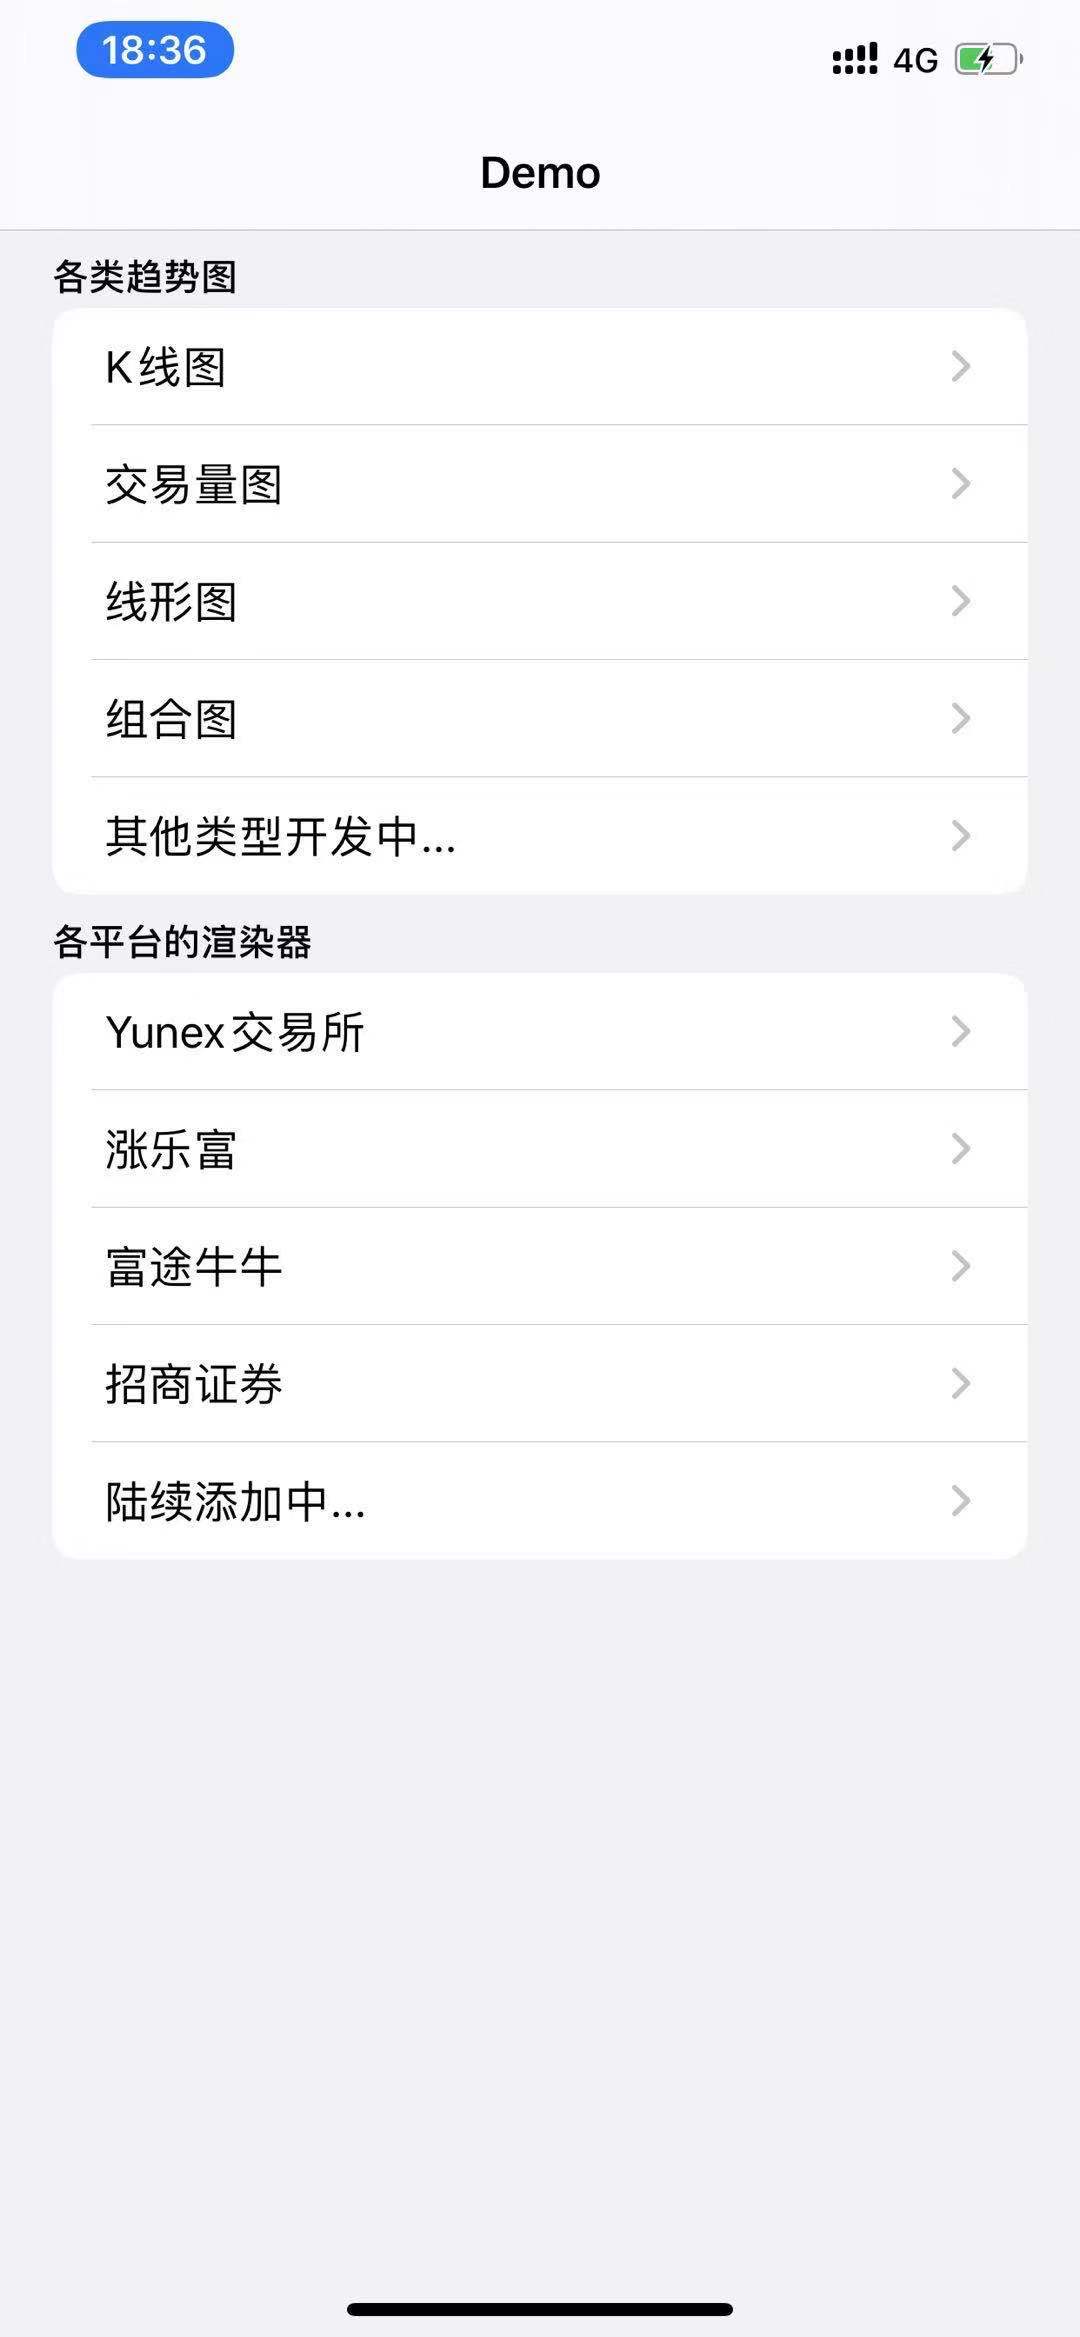 18:36
4G
Demo
各类趋势图
K线图
交易量图
线形图
组合图
其他类型开发中...
各平台的渲染器
Yunex交易所
涨乐富
富途牛牛
招商证券
陆续添加中...